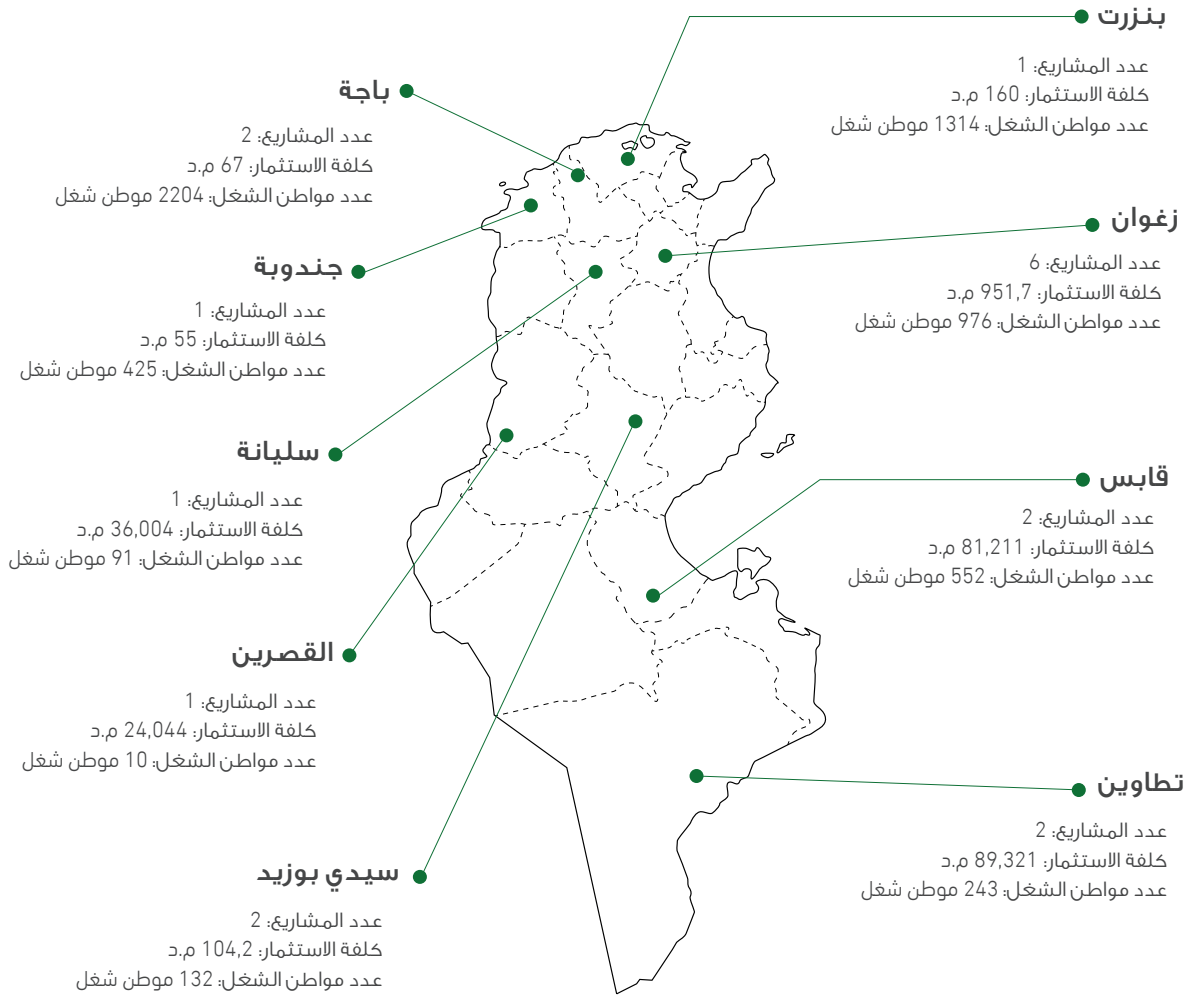 بنزرت
عدد المشاريع: 1
كلفة الاستثمار: 160 م.د
عدد مواطن الشغل: 1314 موطن شغل
زغوان
عدد المشاريع: 6
كلفة الاستثمار: 951,7 م.د
عدد مواطن الشغل: 976 موطن شغل
قابس
عدد المشاريع: 2
كلفة الاستثمار: 81,211 م.د
عدد مواطن الشغل: 552 موطن شغل
تطاوين
عدد المشاريع: 2
كلفة الاستثمار: 89,321 م.د
عدد مواطن الشغل: 243 موطن شغل
باجة
عدد المشاريع: 2
كلفة الاستثمار: 67 م.د
عدد مواطن الشغل: 2204 موطن شغل
جندوبة
عدد المشاريع: 1
كلفة الاستثمار: 55 م.د
عدد مواطن الشغل: 425 موطن شغل
سليانة
عدد المشاريع: 1
كلفة الاستثمار: 36,004 م.د
عدد مواطن الشغل: 91 موطن شغل
القصرين
عدد المشاريع: 1
كلفة الاستثمار: 24,044 م.د
عدد مواطن الشغل: 10 موطن شغل
سيدي بوزيد
عدد المشاريع: 2
كلفة الاستثمار: 104,2 م.د
عدد مواطن الشغل: 132 موطن شغل